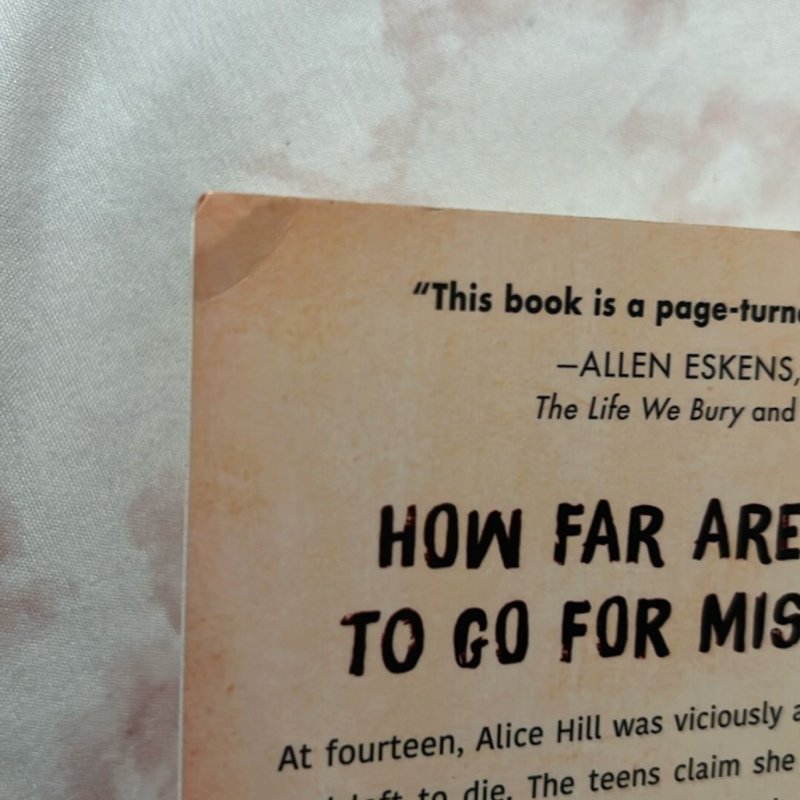 “This book is a page-turn
—ALLEN ESKENS,
The Life We Bury and
HOW FAR ARE
TO GO FOR MIS
At fourteen, Alice Hill was viciously
left to die. The teens claim she